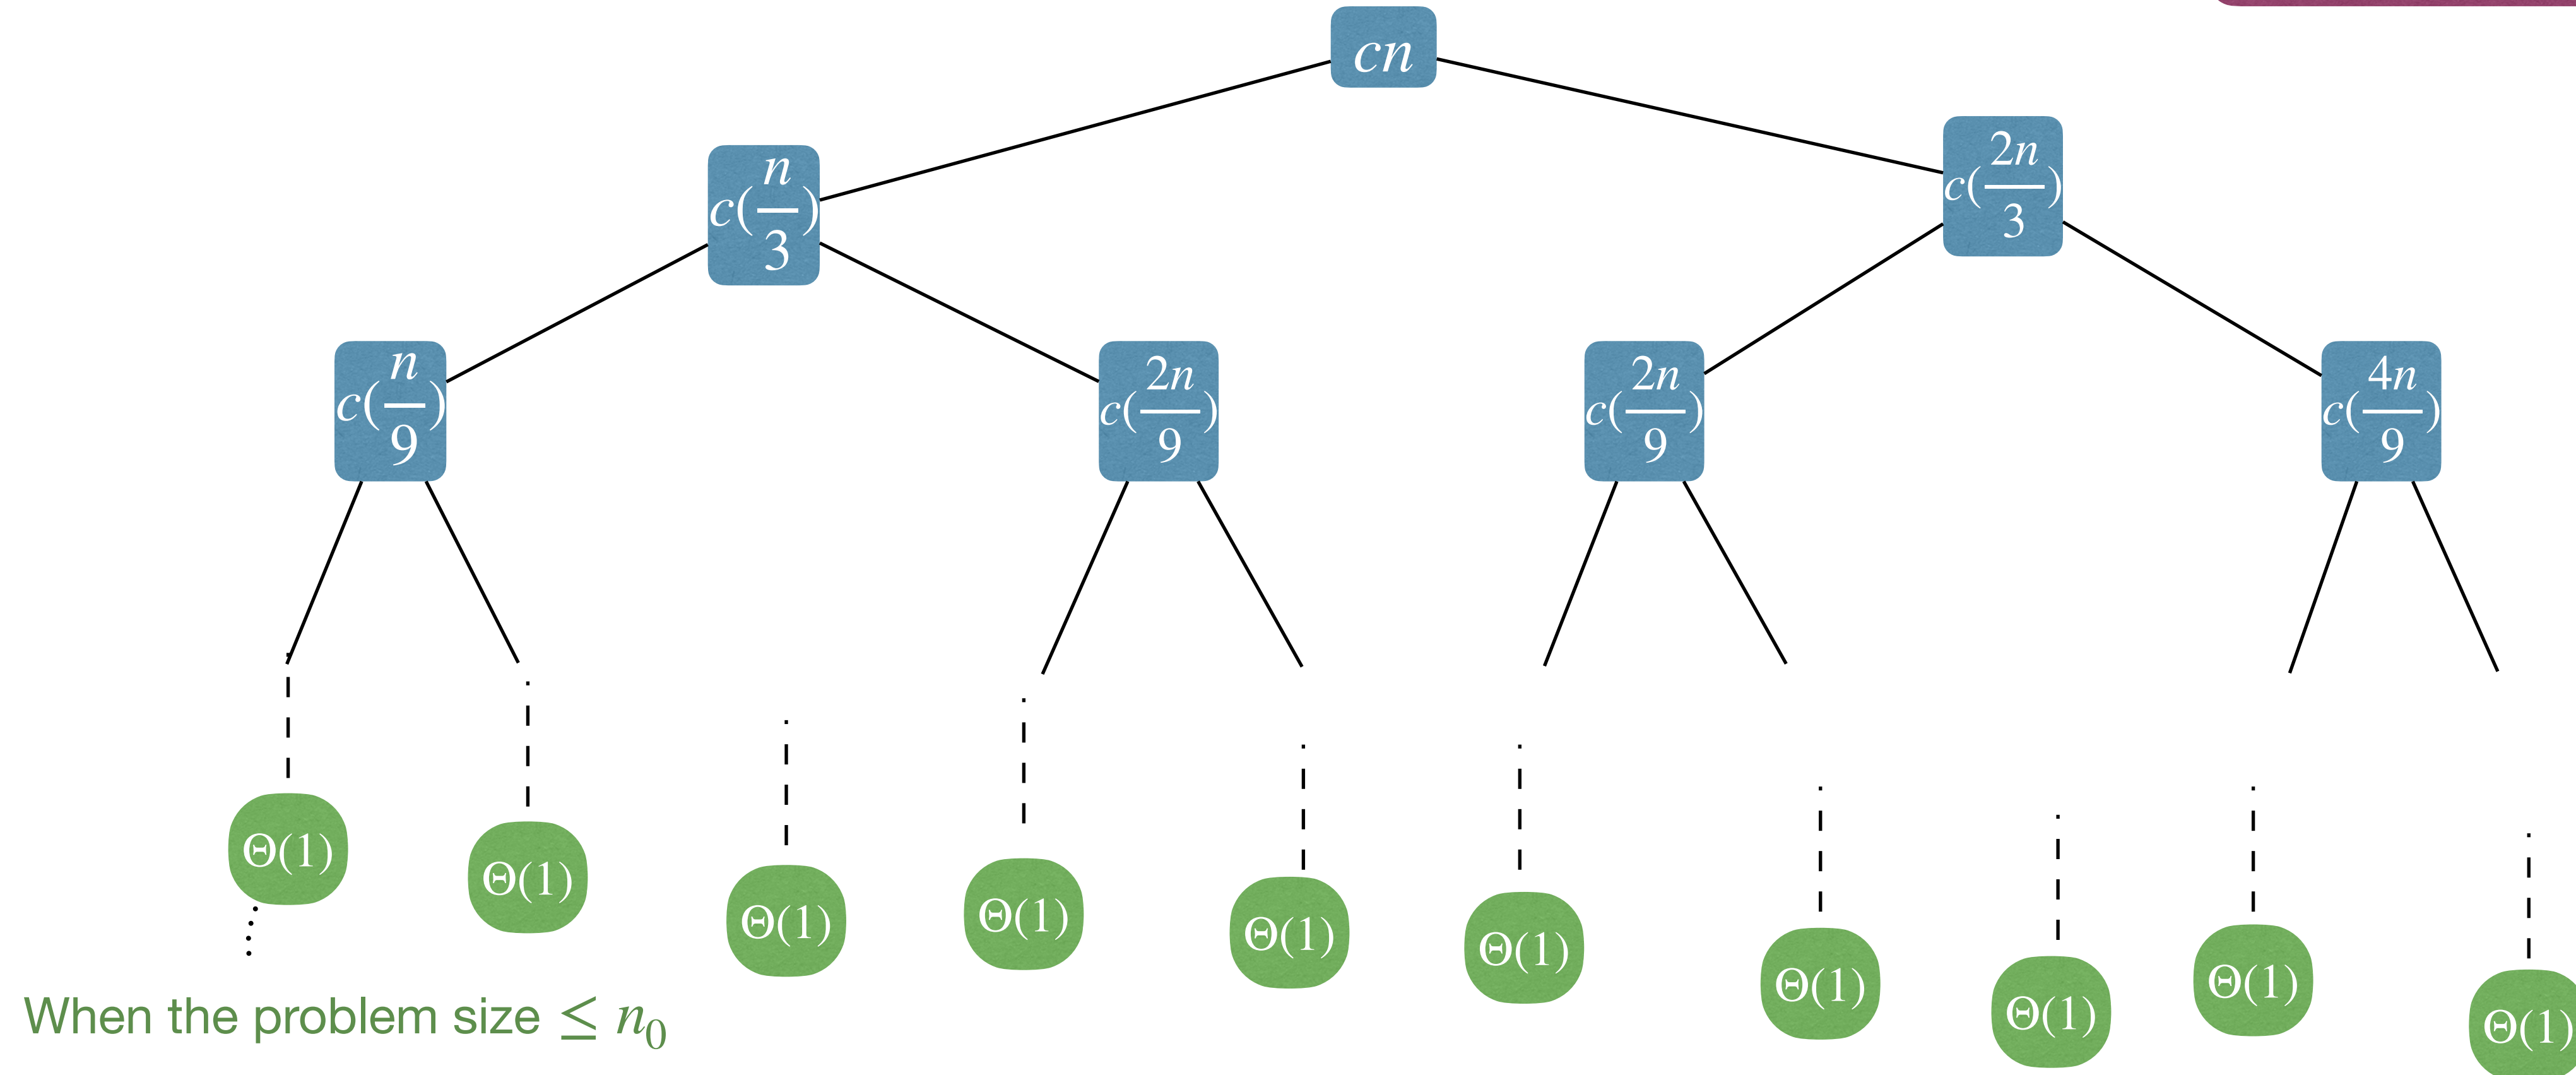 cn
c(n/3)
c(2n/3)
c(n/9)
c(2n/9)
c(2n/9)
c(4n/9)
Θ(1)
Θ(1)
Θ(1)
Θ(1)
Θ(1)
Θ(1)
Θ(1)
Θ(1)
Θ(1)
Θ(1)
When the problem size ≤ n₀